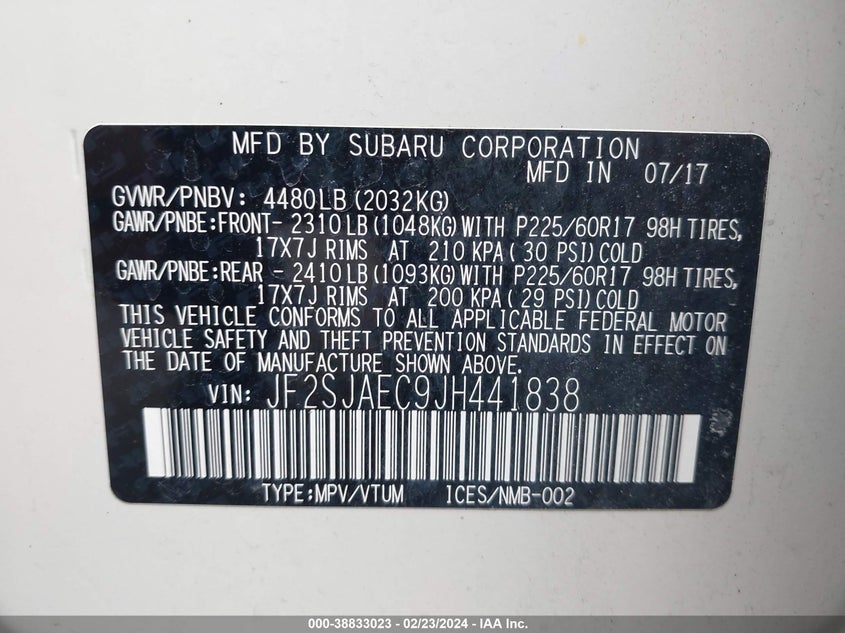 MFD BY SUBARU CORPORATION
MFD IN 07/17
GVWR/PNBV: 4480LB (2032KG)
GAWR/PNBE:FRONT- 2310LB (1048KG) WITH P225/60R17 98H TIRES,
17X7J RIMS AT 210 KPA ( 30 PSI) COLD
GAWR/PNBE:REAR - 2410LB (1093KG) WITH P225/60R17 98H TIRES,
17X7J RIMS AT 200 KPA ( 29 PSI) COLD
THIS VEHICLE CONFORMS TO ALL APPLICABLE FEDERAL MOTOR
VEHICLE SAFETY AND THEFT PREVENTION STANDARDS IN EFFECT ON
THE DATE OF MANUFACTURE SHOWN ABOVE.
VIN: JF2SJAEC9JH441838
TYPE:MPV/VTUM ICES/NMB-002
000-38833023 - 02/23/2024 - IAA Inc.